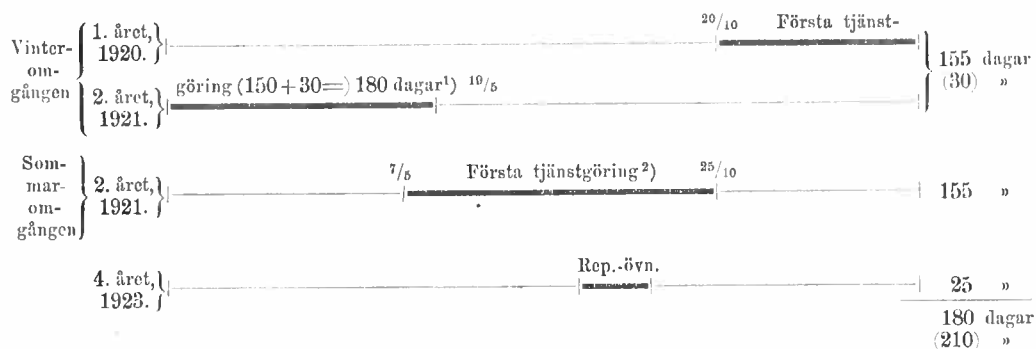 Vinter-
om-
gången
1. året,
1920.
20/10 Första tjänst-
155 dagar
(30) »
2. året,
1921.
göring (150+30=) 180 dagar¹) 19/5
Som-
mar-
om-
gången
2. året,
1921.
7/5 Första tjänstgöring²) 25/10
155 »
4. året,
1923.
Rep.-övn.
25 »
180 dagar
(210) »